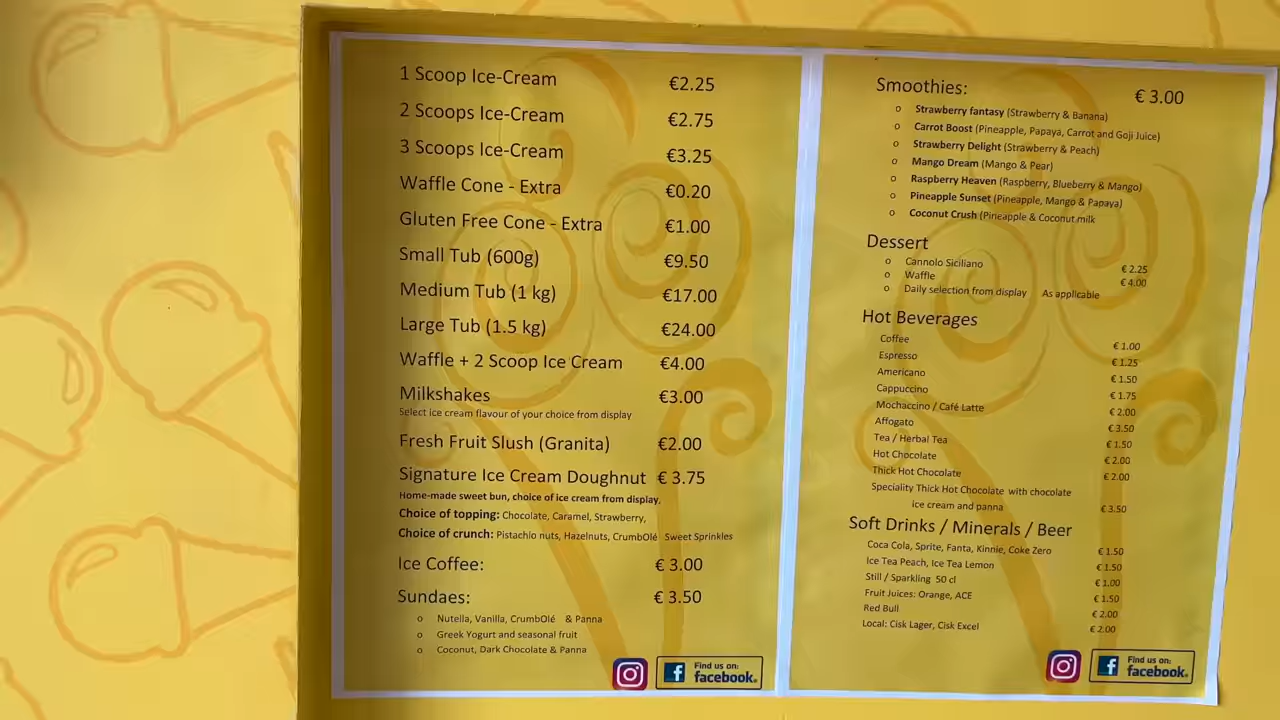 1 Scoop Ice-Cream €2.25
2 Scoops Ice-Cream €2.75
3 Scoops Ice-Cream €3.25
Waffle Cone - Extra €0.20
Gluten Free Cone - Extra €1.00
Small Tub (600g) €9.50
Medium Tub (1 kg) €17.00
Large Tub (1.5 kg) €24.00
Waffle + 2 Scoop Ice Cream €4.00
Milkshakes €3.00
Select ice cream flavour of your choice from display
Fresh Fruit Slush (Granita) €2.00
Signature Ice Cream Doughnut € 3.75
Home-made sweet bun, choice of ice cream from display,
Choice of topping: Chocolate, Caramel, Strawberry,
Choice of crunch: Pistachio nuts, Hazelnuts, CrumbOlé Sweet Sprinkles
Ice Coffee: € 3.00
Sundaes: € 3.50
o Nutella, Vanilla, CrumbOlé & Panna
o Greek Yogurt and seasonal fruit
o Coconut, Dark Chocolate & Panna
Find us on:
facebook.
Smoothies: € 3.00
o Strawberry fantasy (Strawberry & Banana)
o Carrot Boost (Pineapple, Papaya, Carrot and Goji Juice)
o Strawberry Delight (Strawberry & Peach)
o Mango Dream (Mango & Pear)
o Raspberry Heaven (Raspberry, Blueberry & Mango)
o Pineapple Sunset (Pineapple, Mango & Papaya)
o Coconut Crush (Pineapple & Coconut milk
Dessert
o Cannolo Siciliano € 2.25
o Waffle € 4.00
o Daily selection from display As applicable
Hot Beverages
Coffee € 1.00
Espresso € 1.25
Americano € 1.50
Cappuccino € 1.75
Mochaccino / Café Latte € 2.00
Affogato € 3.50
Tea / Herbal Tea € 1.50
Hot Chocolate € 2.00
Thick Hot Chocolate € 2.00
Speciality Thick Hot Chocolate with chocolate
ice cream and panna € 3.50
Soft Drinks / Minerals / Beer
Coca Cola, Sprite, Fanta, Kinnie, Coke Zero € 1.50
Ice Tea Peach, Ice Tea Lemon € 1.50
Still / Sparkling 50 cl € 1.00
Fruit Juices: Orange, ACE € 1.50
Red Bull € 2.00
Local: Cisk Lager, Cisk Excel € 2.00
Find us on:
facebook.